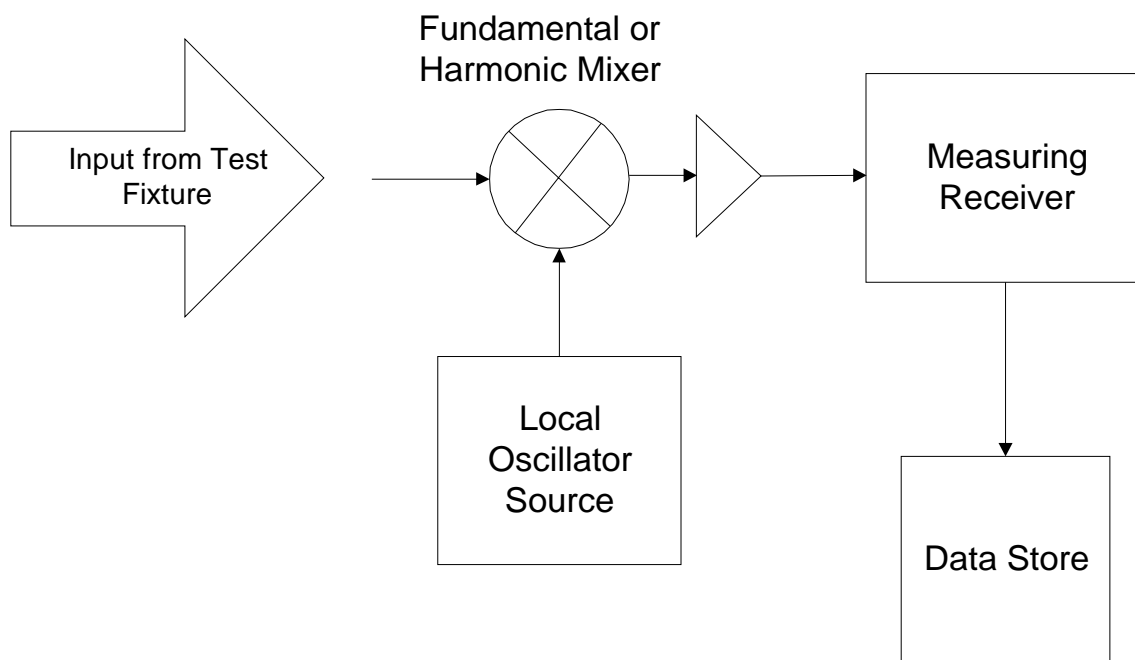 Fundamental or
Harmonic Mixer
Input from Test
Fixture
Measuring
Receiver
Local
Oscillator
Source
Data Store